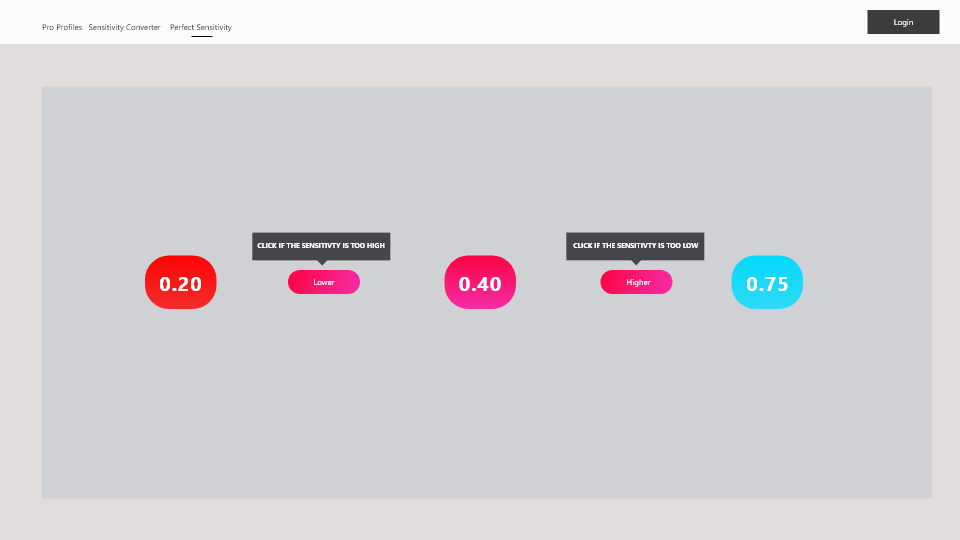 Pro Profiles Sensitivity Converter Perfect Sensitivity
Login
CLICK IF THE SENSITIVTY IS TOO HIGH
CLICK IF THE SENSITIVTY IS TOO LOW
0.20
Lower
0.40
Higher
0.75